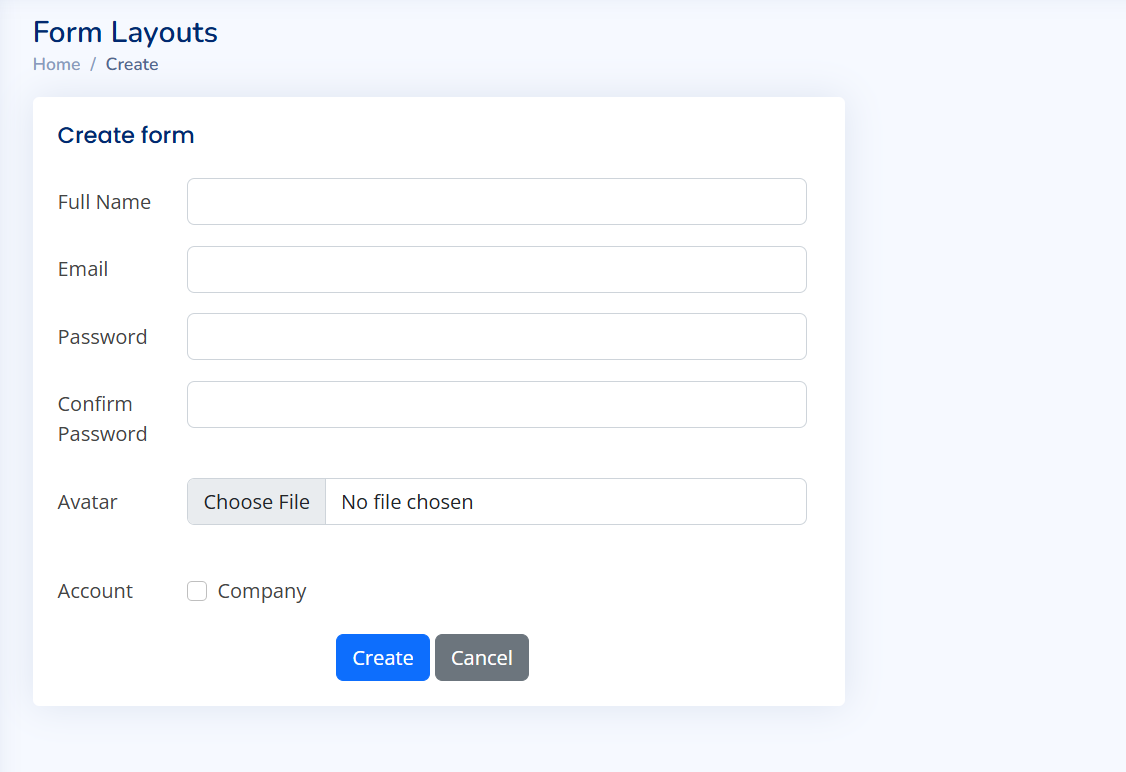 Form Layouts
Home / Create
Create form
Full Name
Email
Password
Confirm
Password
Avatar Choose File No file chosen
Account Company
Create Cancel